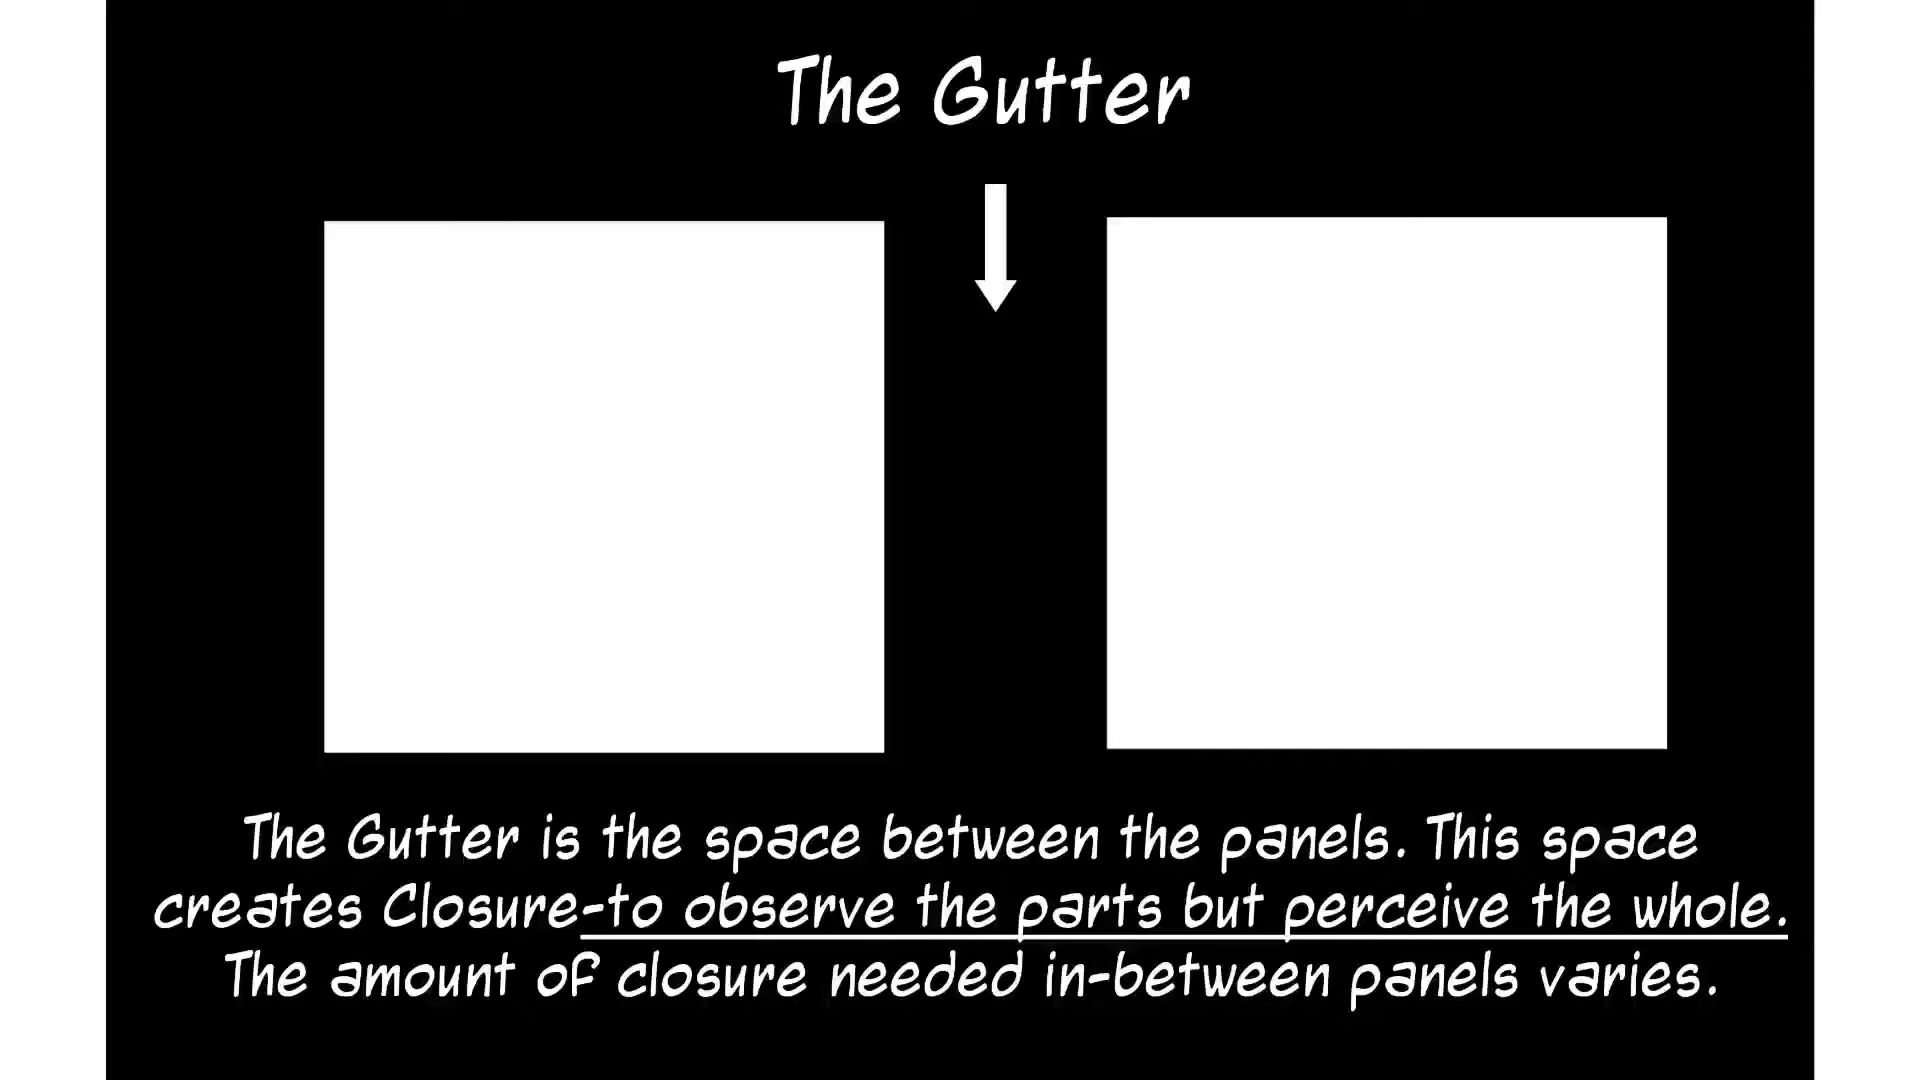 The Gutter
The Gutter is the space between the panels. This space
creates Closure-to observe the parts but perceive the whole.
The amount of closure needed in-between panels varies.